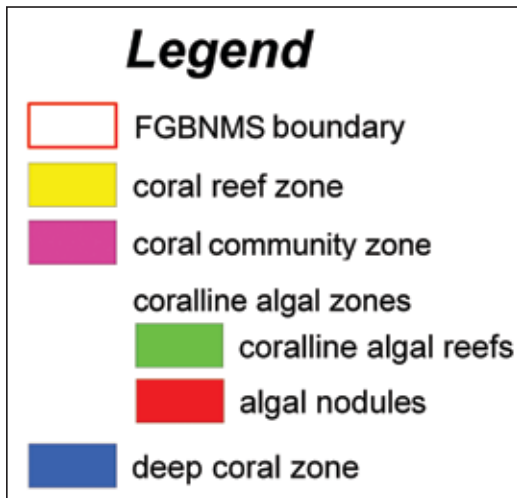 Legend
FGBNMS boundary
coral reef zone
coral community zone
coralline algal zones
coralline algal reefs
algal nodules
deep coral zone